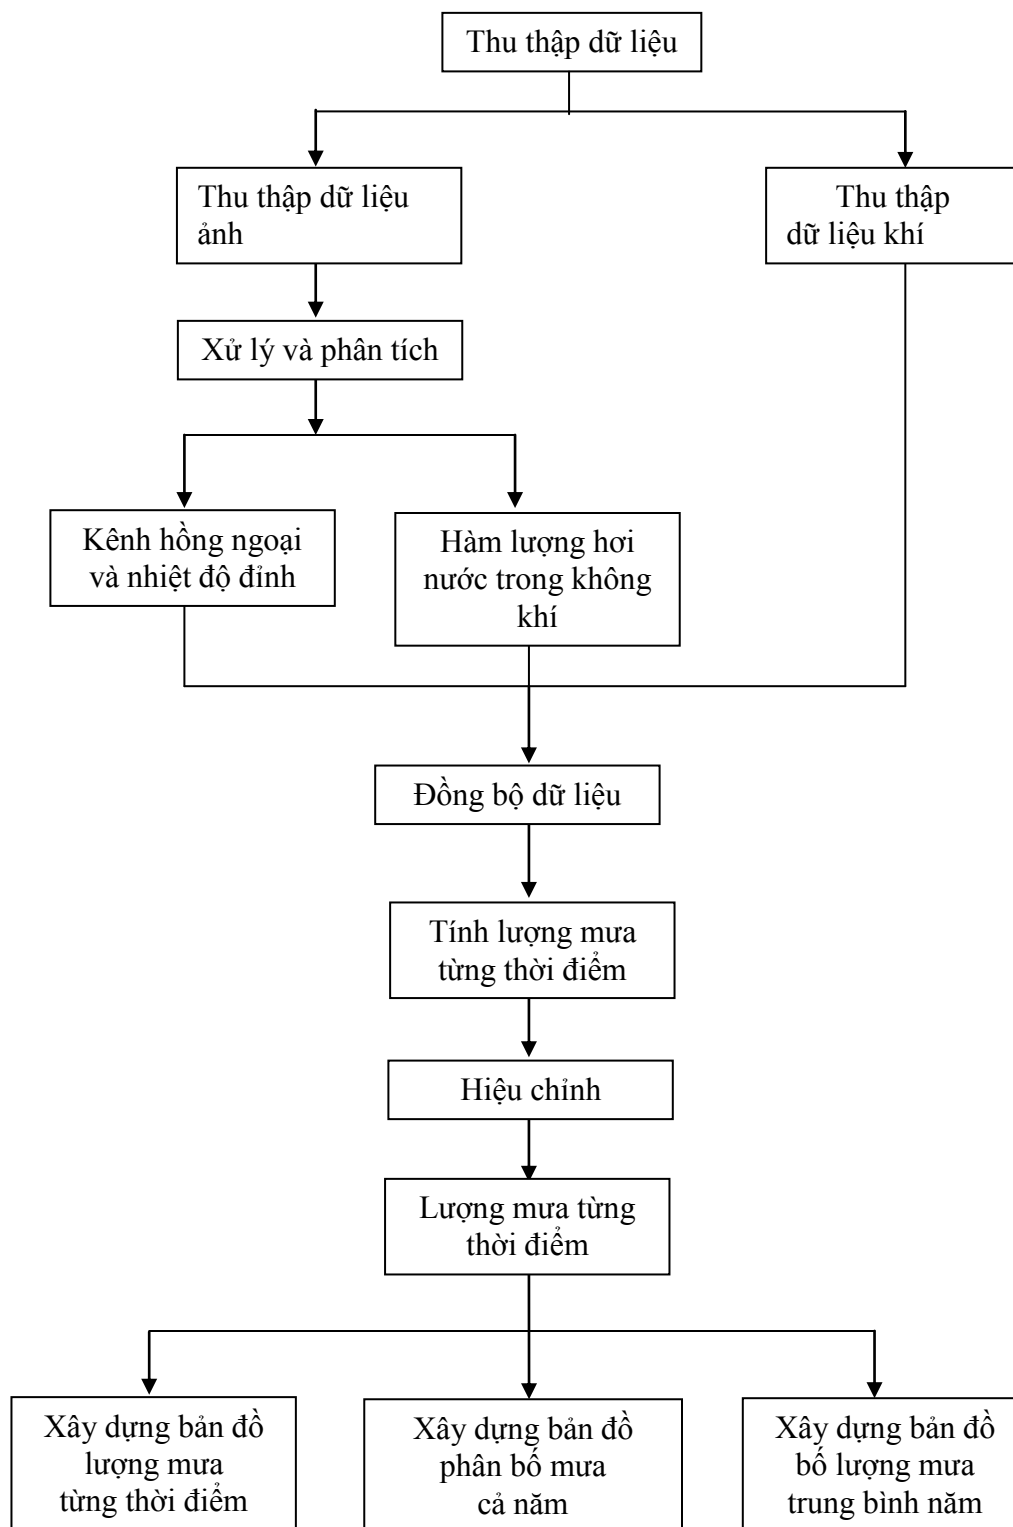 Thu thập dữ liệu
Thu thập dữ liệu
ảnh
Thu thập
dữ liệu khí
Xử lý và phân tích
Kênh hồng ngoại
và nhiệt độ đỉnh
Hàm lượng hơi
nước trong không
khí
Đồng bộ dữ liệu
Tính lượng mưa
từng thời điểm
Hiệu chỉnh
Lượng mưa từng
thời điểm
Xây dựng bản đồ
lượng mưa
từng thời điểm
Xây dựng bản đồ
phân bố mưa
cả năm
Xây dựng bản đồ
bố lượng mưa
trung bình năm